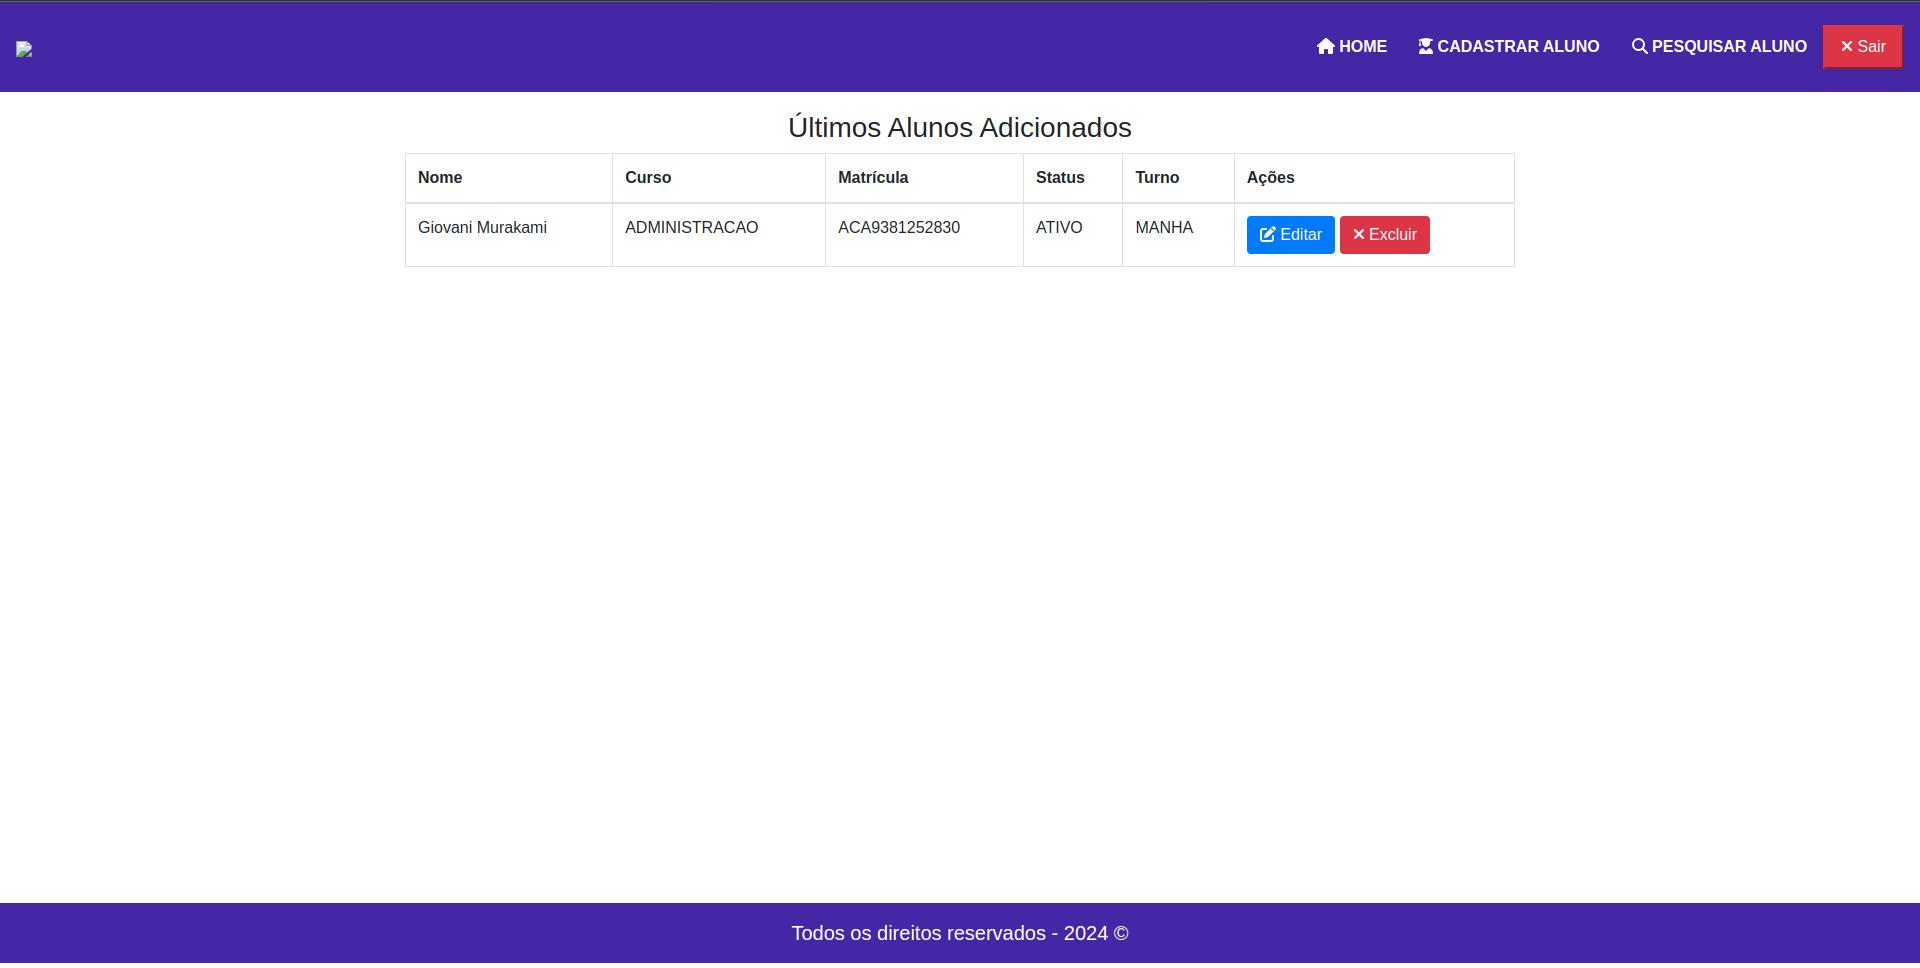 HOME CADASTRAR ALUNO PESQUISAR ALUNO Sair
Últimos Alunos Adicionados
Nome Curso Matrícula Status Turno Ações
Giovani Murakami ADMINISTRACAO ACA9381252830 ATIVO MANHA Editar Excluir
Todos os direitos reservados - 2024 ©